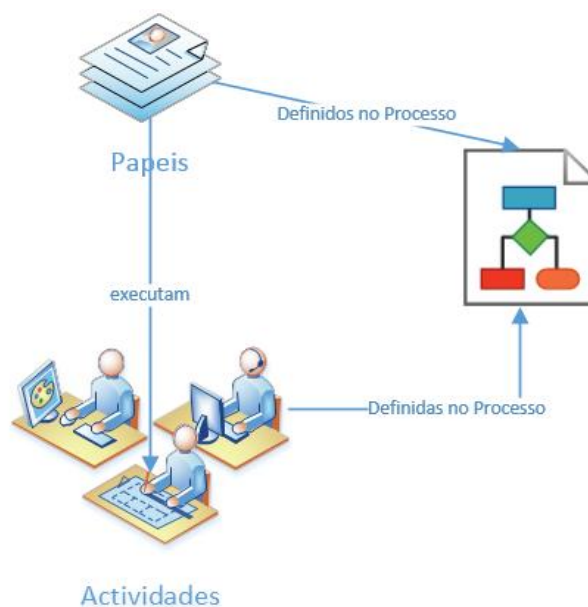 Definidos no Processo
Papeis
executam
Definidas no Processo
Actividades